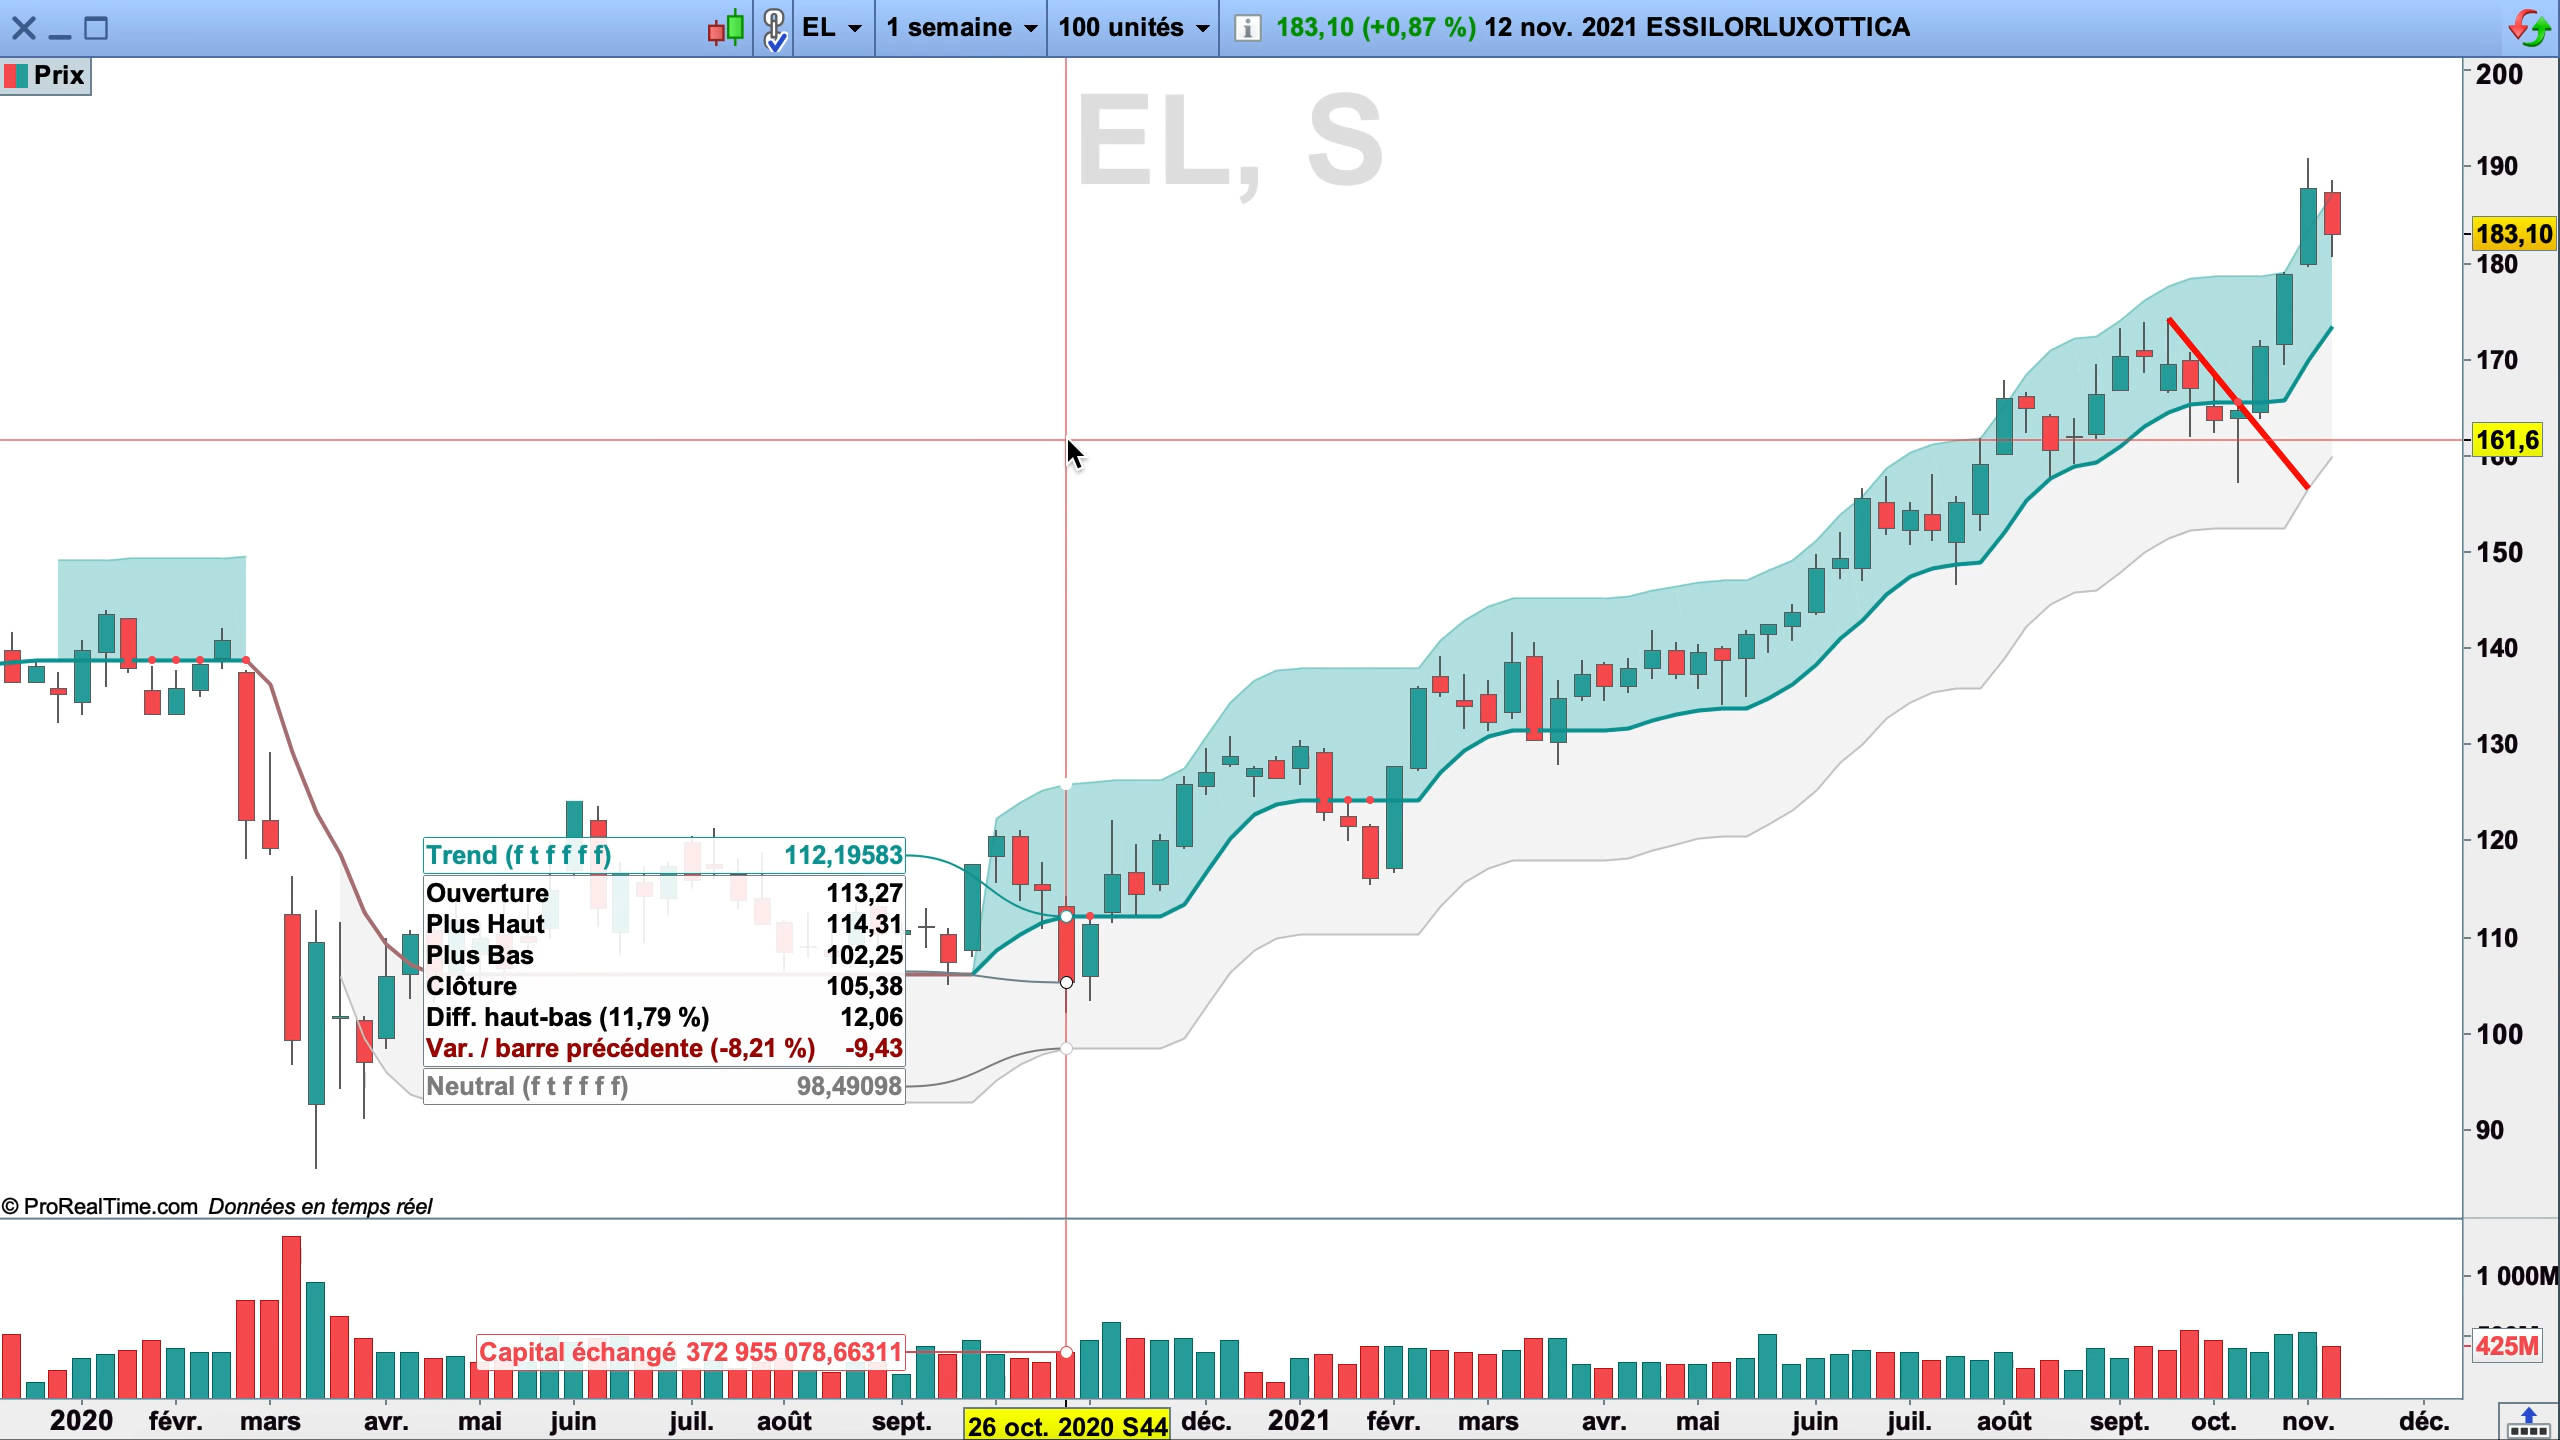 EL 1 semaine 100 unités 183,10 (+0,87 %) 12 nov. 2021 ESSILORLUXOTTICA
Prix
EL, S
200
190
183,10
180
170
161,6
160
150
140
130
120
110
100
90
Trend (f t f f f f) 112,19583
Ouverture 113,27
Plus Haut 114,31
Plus Bas 102,25
Clôture 105,38
Diff. haut-bas (11,79 %) 12,06
Var. / barre précédente (-8,21 %) -9,43
Neutral (f t f f f f) 98,49098
© ProRealTime.com Données en temps réel
1 000M
425M
Capital échangé 372 955 078,66311
2020 févr. mars avr. mai juin juil. août sept. 26 oct. 2020 S44 déc. 2021 févr. mars avr. mai juin juil. août sept. oct. nov. déc.